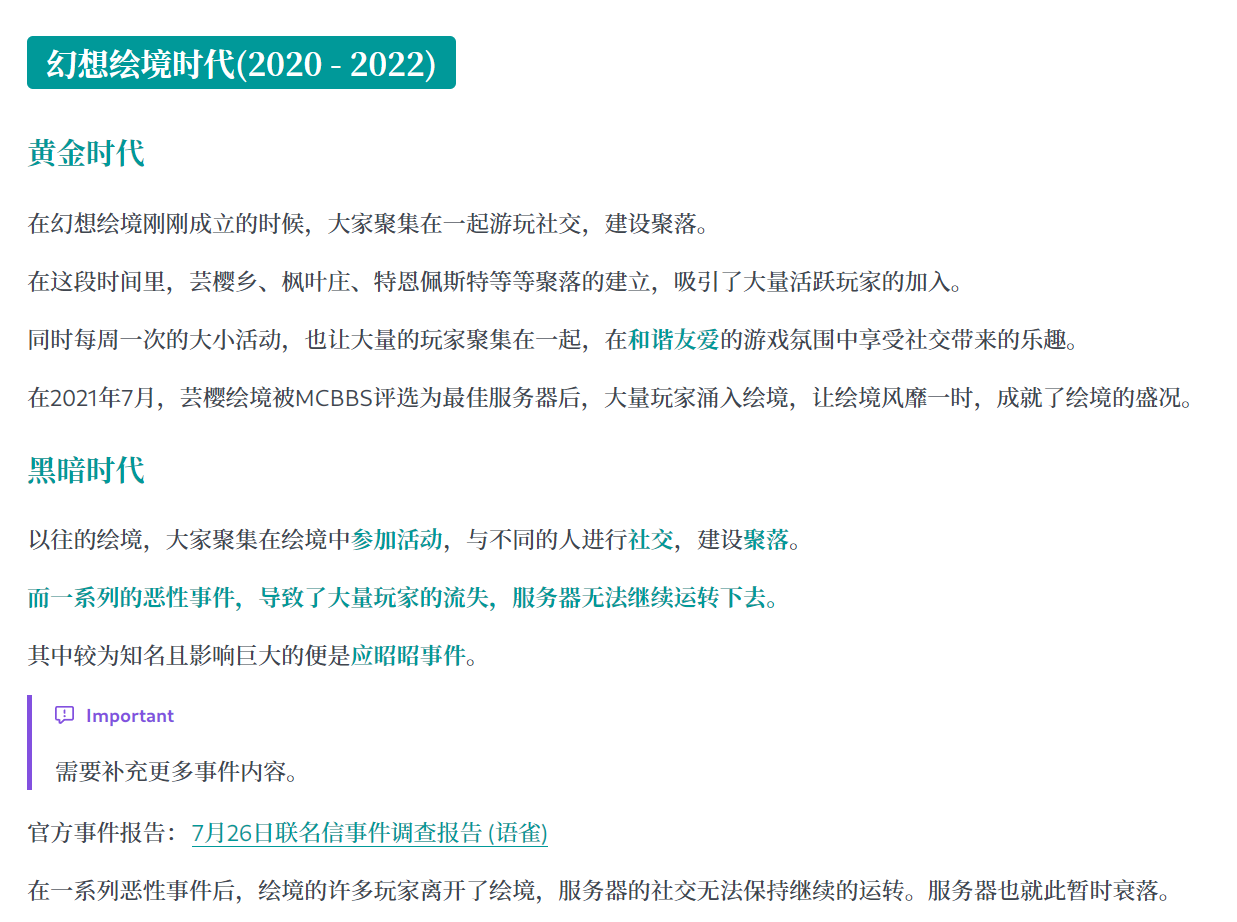 幻想绘境时代(2020 - 2022)
黄金时代
在幻想绘境刚刚成立的时候，大家聚集在一起游玩社交，建设聚落。
在这段时间里，芸樱乡、枫叶庄、特恩佩斯特等等聚落的建立，吸引了大量活跃玩家的加入。
同时每周一次的大小活动，也让大量的玩家聚集在一起，在和谐友爱的游戏氛围中享受社交带来的乐趣。
在2021年7月，芸樱绘境被MCBBS评选为最佳服务器后，大量玩家涌入绘境，让绘境风靡一时，成就了绘境的盛况。
黑暗时代
以往的绘境，大家聚集在绘境中参加活动，与不同的人进行社交，建设聚落。
而一系列的恶性事件，导致了大量玩家的流失，服务器无法继续运转下去。
其中较为知名且影响巨大的便是应昭昭事件。
Important
需要补充更多事件内容。
官方事件报告：7月26日联名信事件调查报告 (语雀)
在一系列恶性事件后，绘境的许多玩家离开了绘境，服务器的社交无法保持继续的运转。服务器也就此暂时衰落。